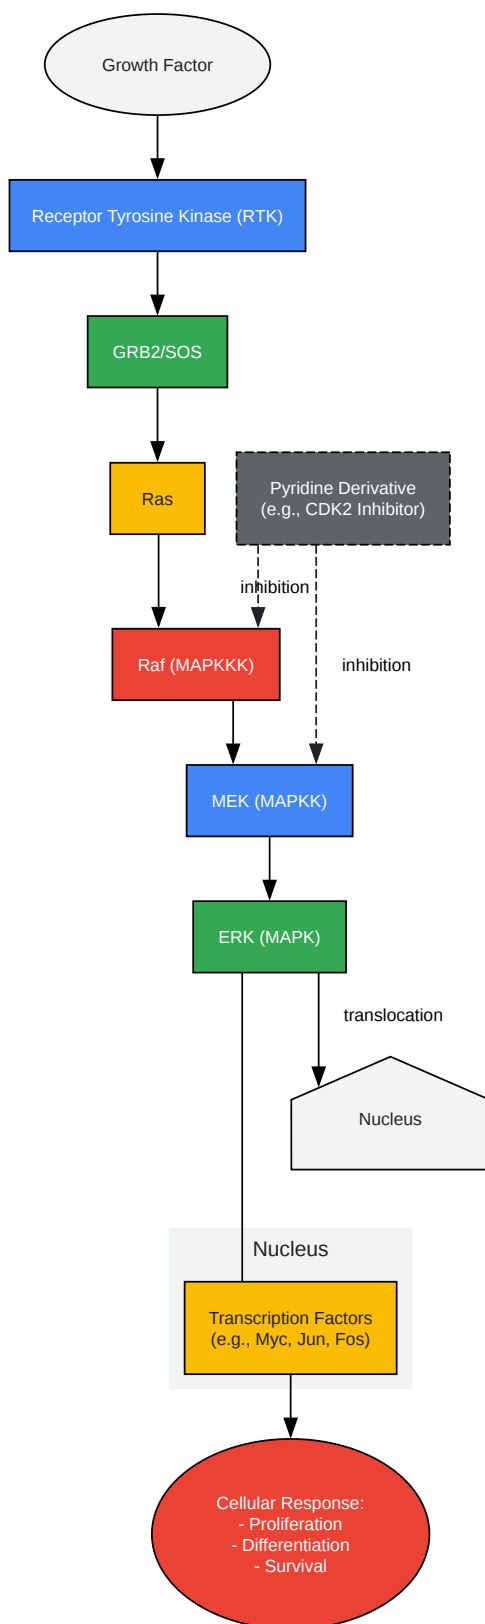 Growth Factor
Receptor Tyrosine Kinase (RTK)
GRB2/SOS
Ras
Pyridine Derivative
(e.g., CDK2 Inhibitor)
inhibition
Raf (MAPKKK)
inhibition
MEK (MAPKK)
ERK (MAPK)
translocation
Nucleus
Nucleus
Transcription Factors
(e.g., Myc, Jun, Fos)
Cellular Response:
- Proliferation
- Differentiation
- Survival